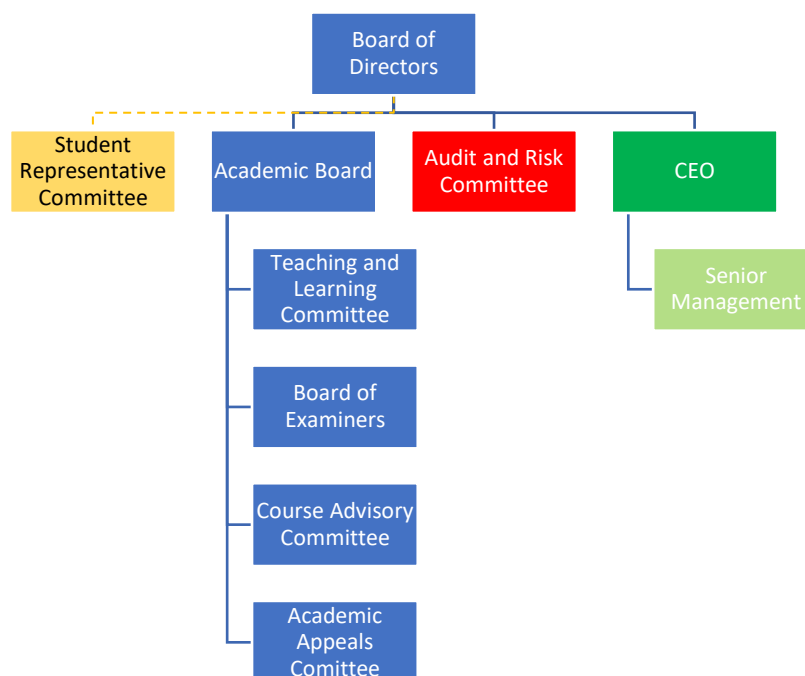 Board of
Directors
Student
Representative
Committee
Academic Board
Audit and Risk
Committee
CEO
Teaching and
Learning
Committee
Senior
Management
Board of
Examiners
Course Advisory
Committee
Academic
Appeals
Comittee